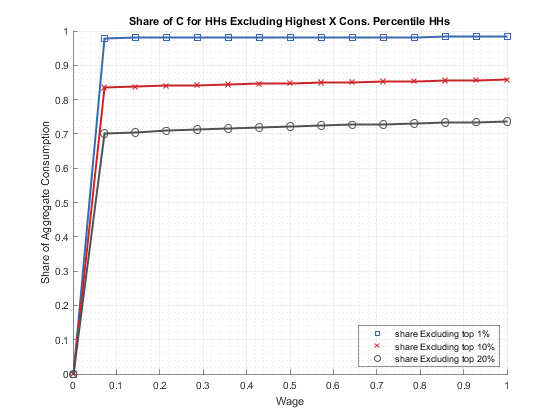 Share of C for HHs Excluding Highest X Cons. Percentile HHs
Share of Aggregate Consumption
1
0.9
0.8
0.7
0.6
0.5
0.4
0.3
0.2
0.1
0
0 0.1 0.2 0.3 0.4 0.5 0.6 0.7 0.8 0.9 1
Wage
share Excluding top 1%
share Excluding top 10%
share Excluding top 20%